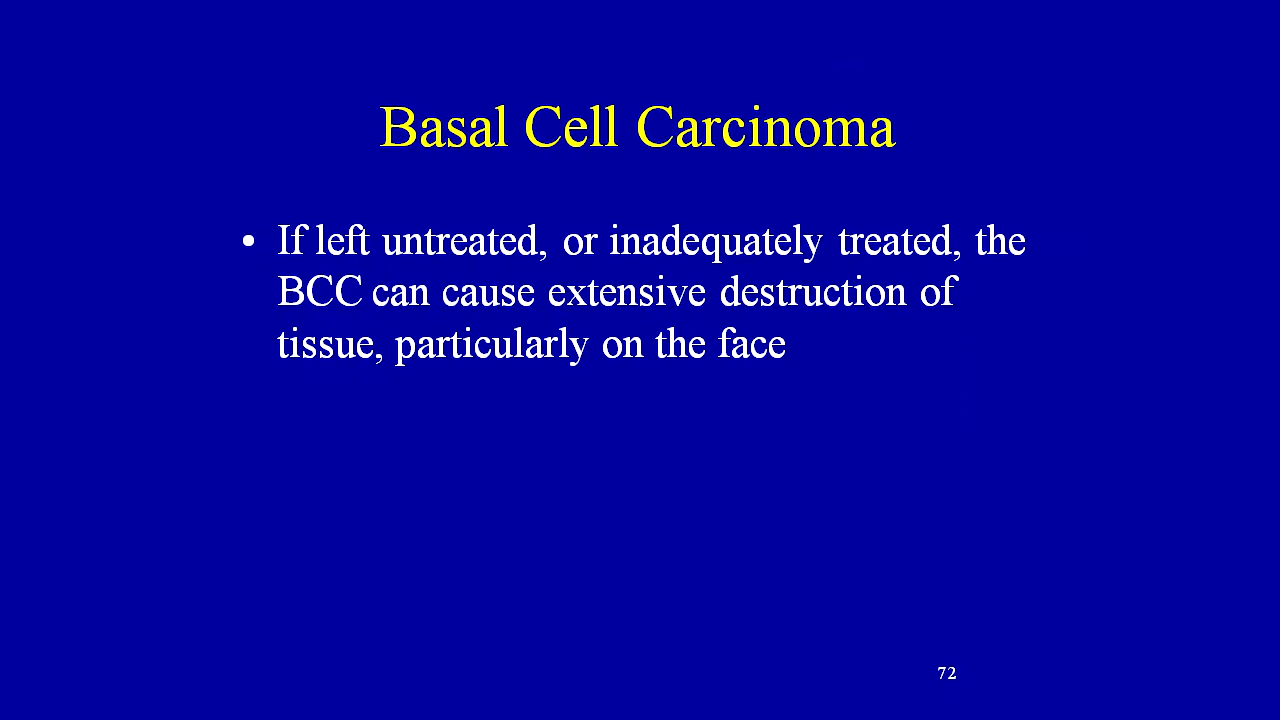 Basal Cell Carcinoma
• If left untreated, or inadequately treated, the
BCC can cause extensive destruction of
tissue, particularly on the face
72